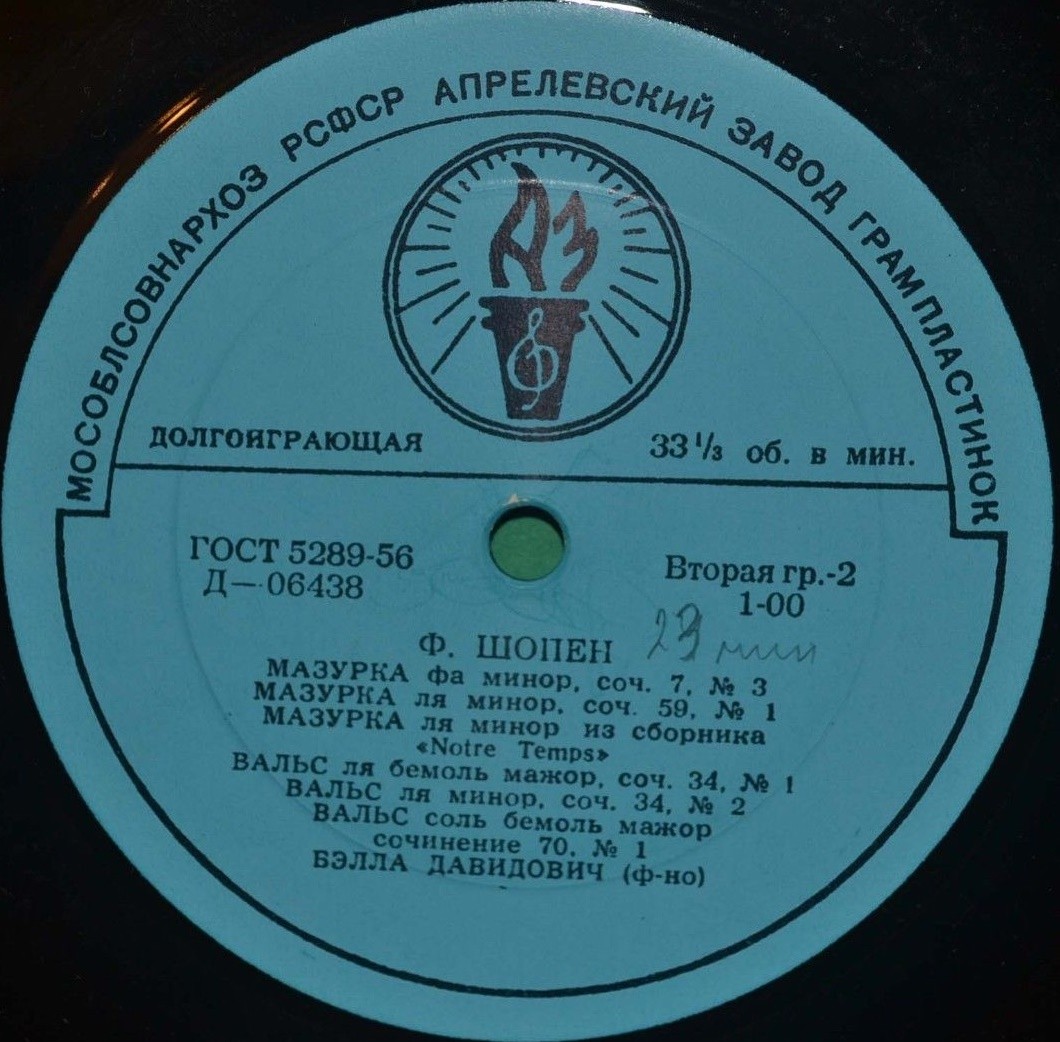 МОСОБЛСОВНАРХОЗ РСФСР АПРЕЛЕВСКИЙ ЗАВОД ГРАМПЛАСТИНОК
АЗ
ДОЛГОИГРАЮЩАЯ 33 1/3 об. в мин.
ГОСТ 5289-56 Вторая гр.-2
Д—06438 1-00
Ф. ШОПЕН 23 мин
МАЗУРКА фа минор, соч. 7, № 3
МАЗУРКА ля минор, соч. 59, № 1
МАЗУРКА ля минор из сборника
«Notre Temps»
ВАЛЬС ля бемоль мажор, соч. 34, № 1
ВАЛЬС ля минор, соч. 34, № 2
ВАЛЬС соль бемоль мажор
сочинение 70, № 1
БЭЛЛА ДАВИДОВИЧ (ф-но)